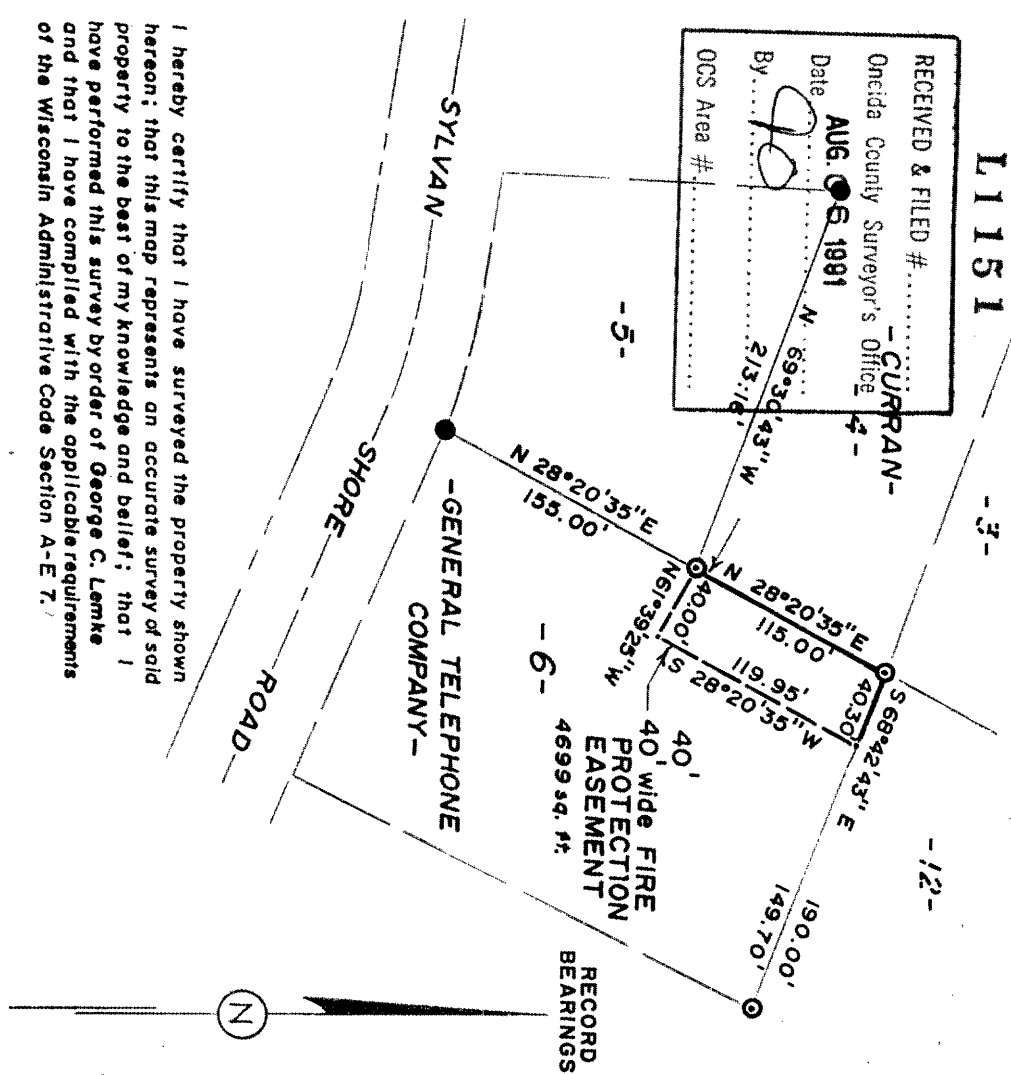 L1151
RECEIVED & FILED #..........
Oneida County Surveyor's Office
Date AUG. 06 1991
By..........
OCS Area #..........
-CURRAN-
-3-
-4-
-5-
-6-
-12-
N. 69°30'43" W
213.16'
N 28°20'35"E
155.00'
N 28°20'35"E
115.00'
S 68°42'43" E
40.30'
119.95'
S 28°20'35"W
40.00'
N61°39'25"W
190.00'
149.70'
40'
40' wide FIRE
PROTECTION
EASEMENT
4699 sq. ft.
-GENERAL TELEPHONE
COMPANY-
SYLVAN
SHORE
ROAD
RECORD
BEARINGS
N
I hereby certify that I have surveyed the property shown
hereon; that this map represents an accurate survey of said
property to the best of my knowledge and belief; that I
have performed this survey by order of George C. Lemke
and that I have complied with the applicable requirements
of the Wisconsin Administrative Code Section A-E 7.